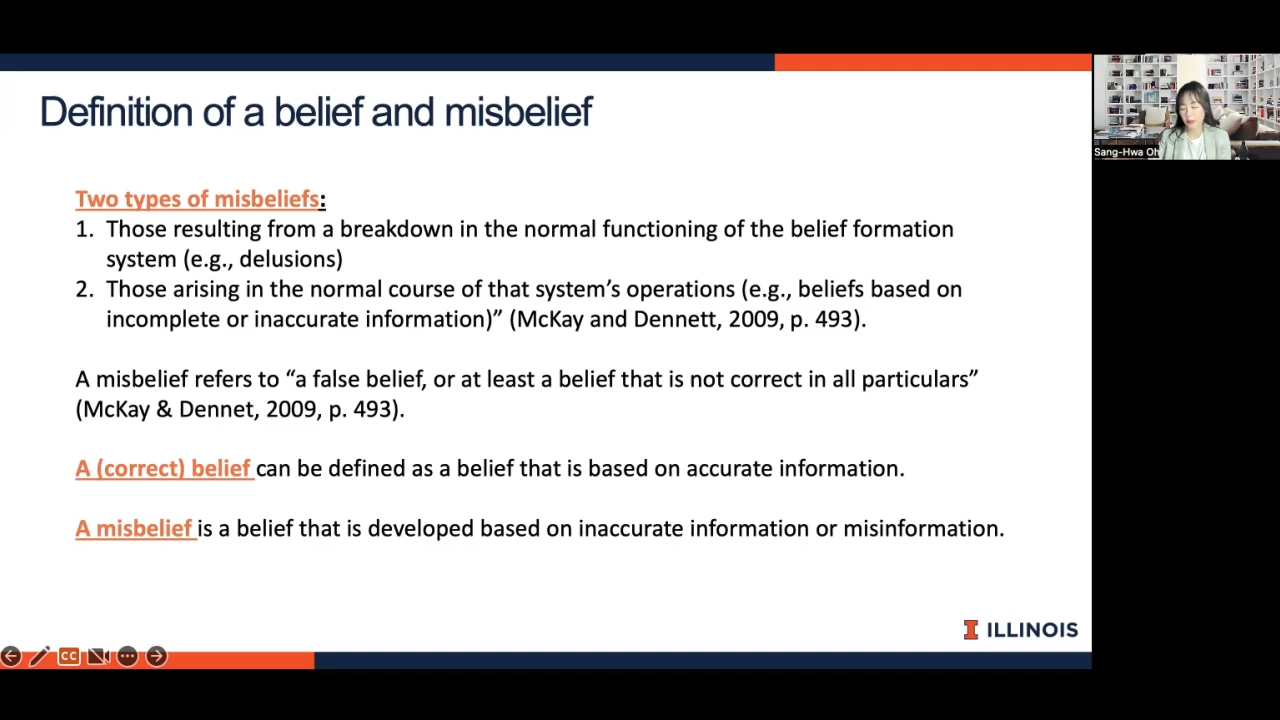 Definition of a belief and misbelief
Two types of misbeliefs:
1. Those resulting from a breakdown in the normal functioning of the belief formation
system (e.g., delusions)
2. Those arising in the normal course of that system’s operations (e.g., beliefs based on
incomplete or inaccurate information)” (McKay and Dennett, 2009, p. 493).
A misbelief refers to “a false belief, or at least a belief that is not correct in all particulars”
(McKay & Dennet, 2009, p. 493).
A (correct) belief can be defined as a belief that is based on accurate information.
A misbelief is a belief that is developed based on inaccurate information or misinformation.
I ILLINOIS
CC
Sang-Hwa Oh